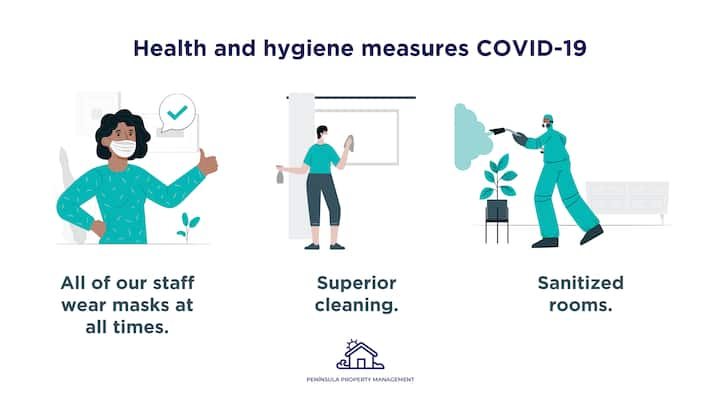 Health and hygiene measures COVID-19
All of our staff
wear masks at
all times.
Superior
cleaning.
Sanitized
rooms.
PENÍNSULA PROPERTY MANAGEMENT